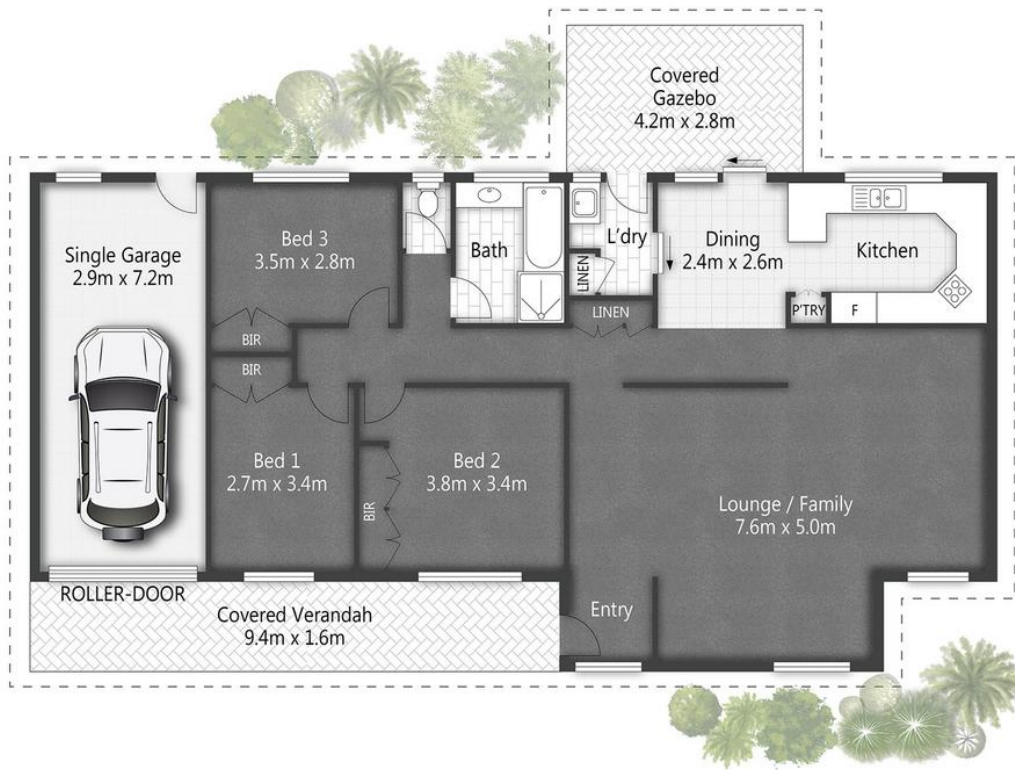 Covered
Gazebo
4.2m x 2.8m
Single Garage
2.9m x 7.2m
Bed 3
3.5m x 2.8m
Bath
L'dry
LINEN
Dining
2.4m x 2.6m
Kitchen
BIR
LINEN
P'TRY
F
BIR
Bed 1
2.7m x 3.4m
Bed 2
3.8m x 3.4m
BIR
Lounge / Family
7.6m x 5.0m
ROLLER-DOOR
Covered Verandah
9.4m x 1.6m
Entry